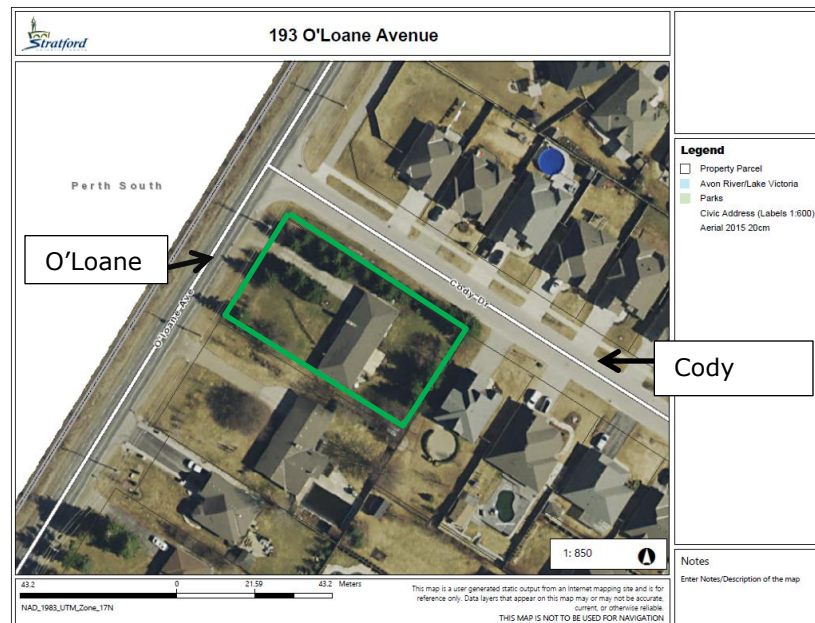 Stratford
193 O'Loane Avenue
Perth South
O'Loane
O'loane Ave
Cody Dr
Cody
1: 850
Legend
Property Parcel
Avon River/Lake Victoria
Parks
Civic Address (Labels 1:600)
Aerial 2015 20cm
Notes
Enter Notes/Description of the map
43.2 0 21.59 43.2 Meters
NAD_1983_UTM_Zone_17N
This map is a user generated static output from an Internet mapping site and is for
reference only. Data layers that appear on this map may or may not be accurate,
current, or otherwise reliable.
THIS MAP IS NOT TO BE USED FOR NAVIGATION